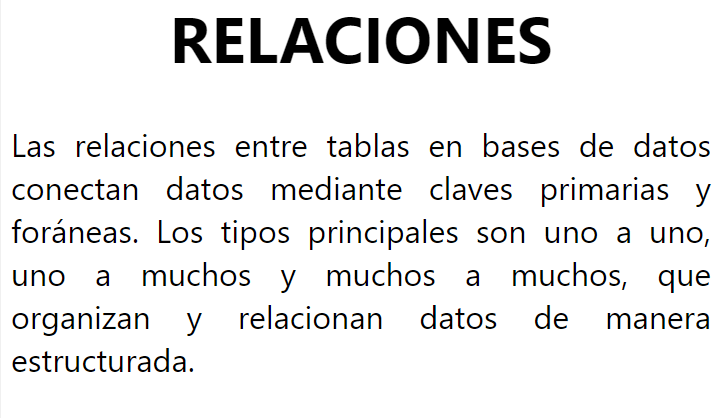 RELACIONES
Las relaciones entre tablas en bases de datos
conectan datos mediante claves primarias y
foráneas. Los tipos principales son uno a uno,
uno a muchos y muchos a muchos, que
organizan y relacionan datos de manera
estructurada.